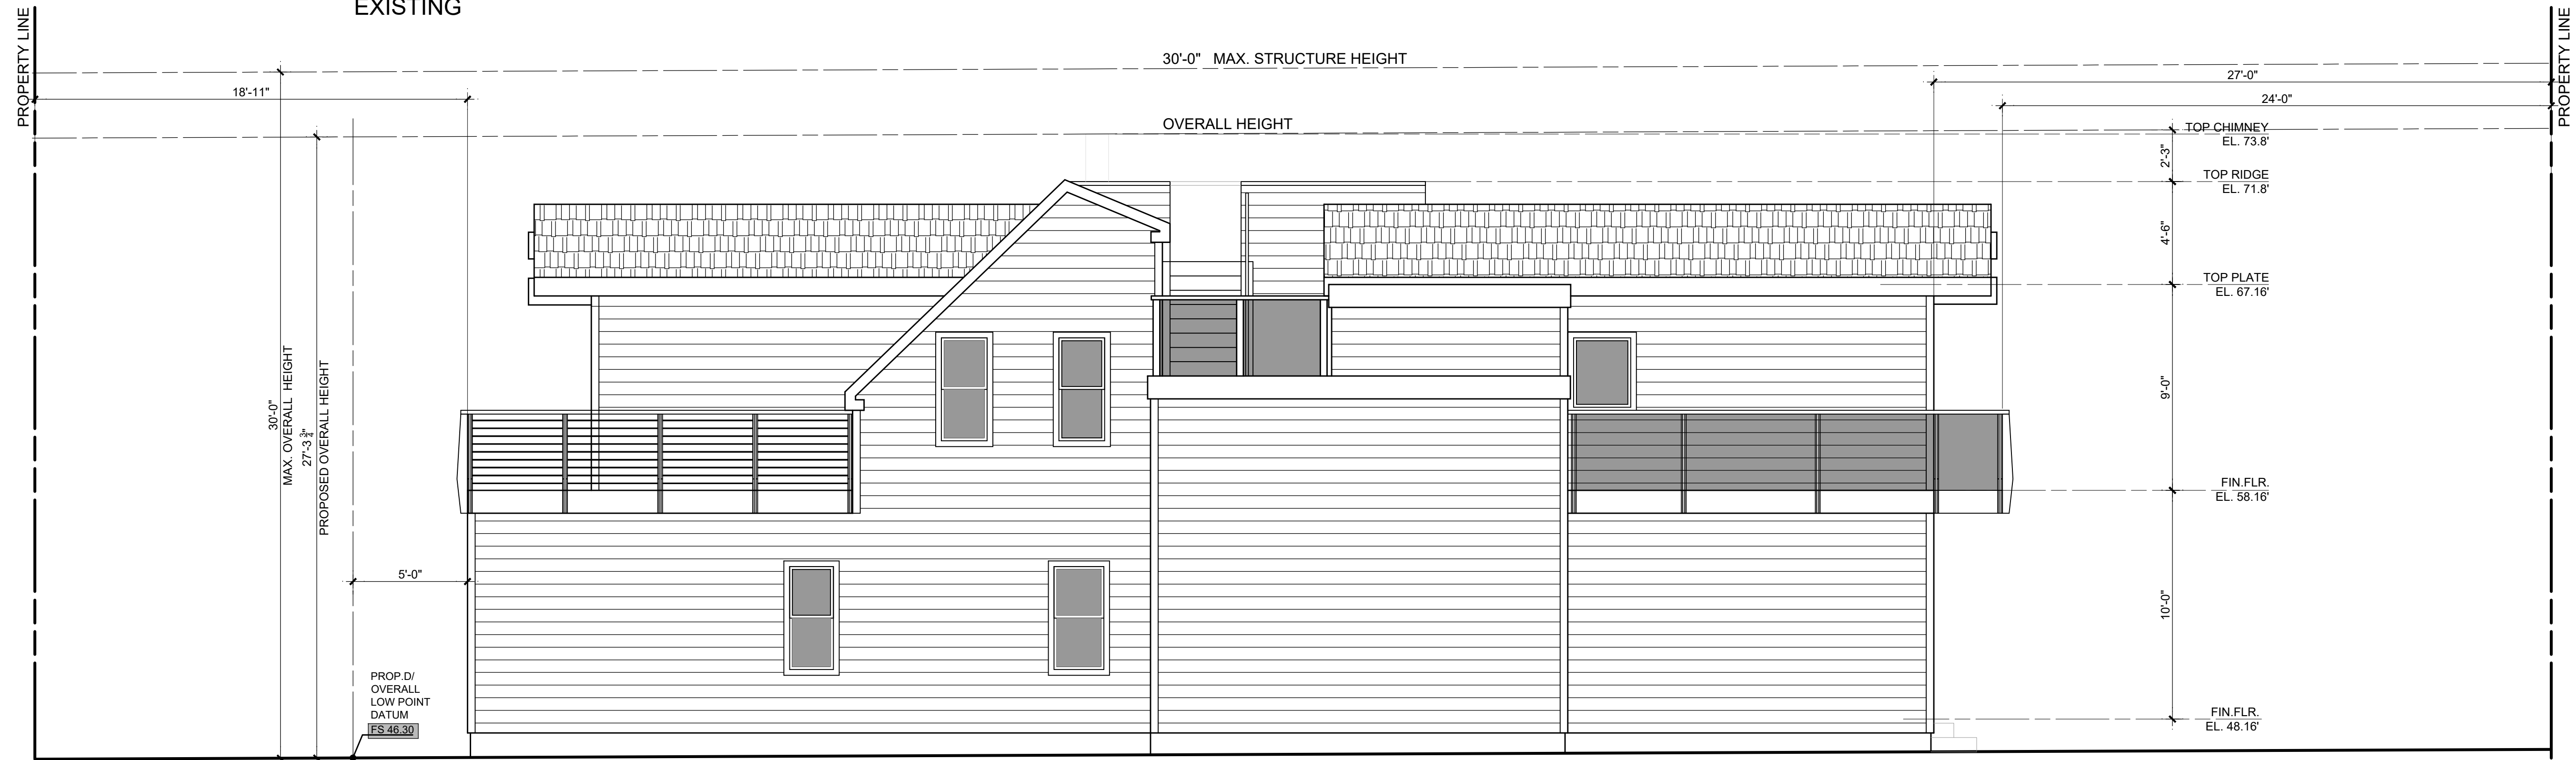 EXISTING
PROPERTY LINE
PROPERTY LINE
30'-0" MAX. STRUCTURE HEIGHT
27'-0"
18'-11"
24'-0"
OVERALL HEIGHT
TOP CHIMNEY
EL. 73.8'
2'-3"
TOP RIDGE
EL. 71.8'
4'-6"
TOP PLATE
EL. 67.16'
9'-0"
30'-0"
MAX. OVERALL HEIGHT
27'-3 3/4"
PROPOSED OVERALL HEIGHT
FIN.FLR.
EL. 58.16'
5'-0"
10'-0"
PROP.D/
OVERALL
LOW POINT
DATUM
FS 46.30
FIN.FLR.
EL. 48.16'